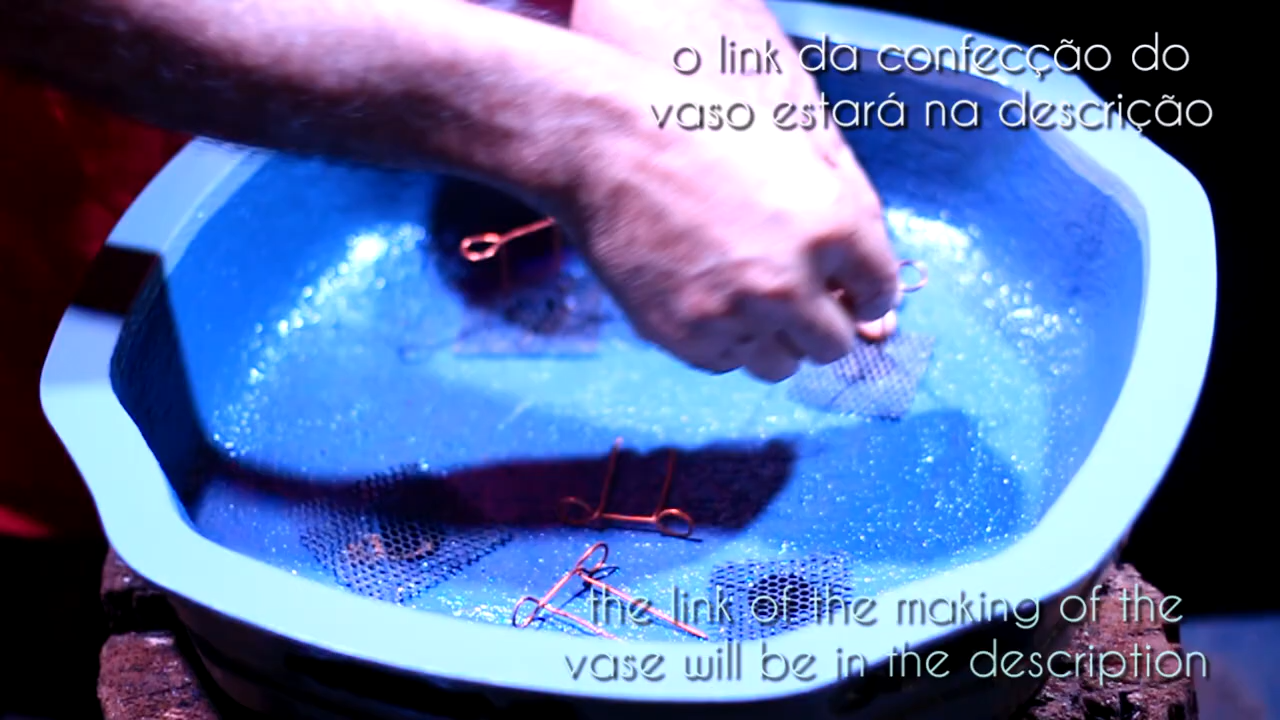 o link da confecção do
vaso estará na descrição
the link of the making of the
vase will be in the description